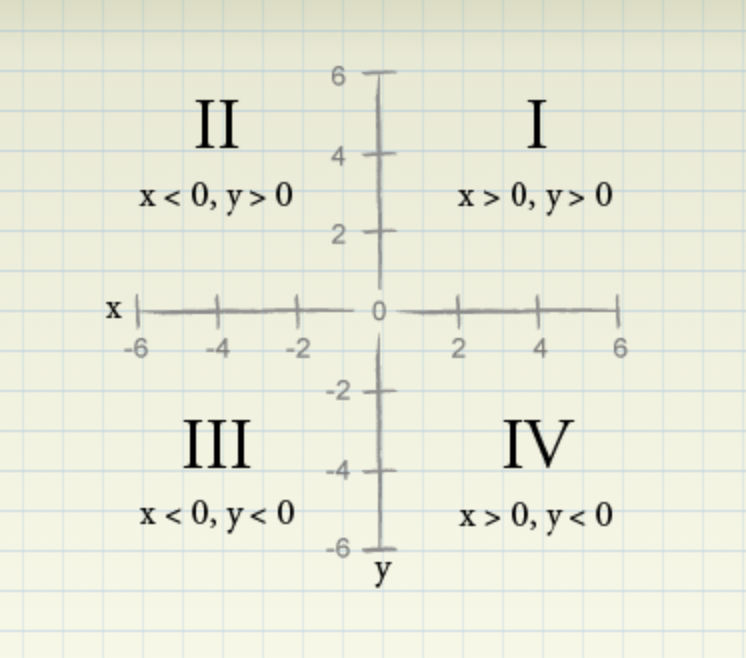 6
II I
4
x < 0, y > 0 x > 0, y > 0
2
x 0
-6 -4 -2 2 4 6
-2
III IV
-4
x < 0, y < 0 x > 0, y < 0
-6
y